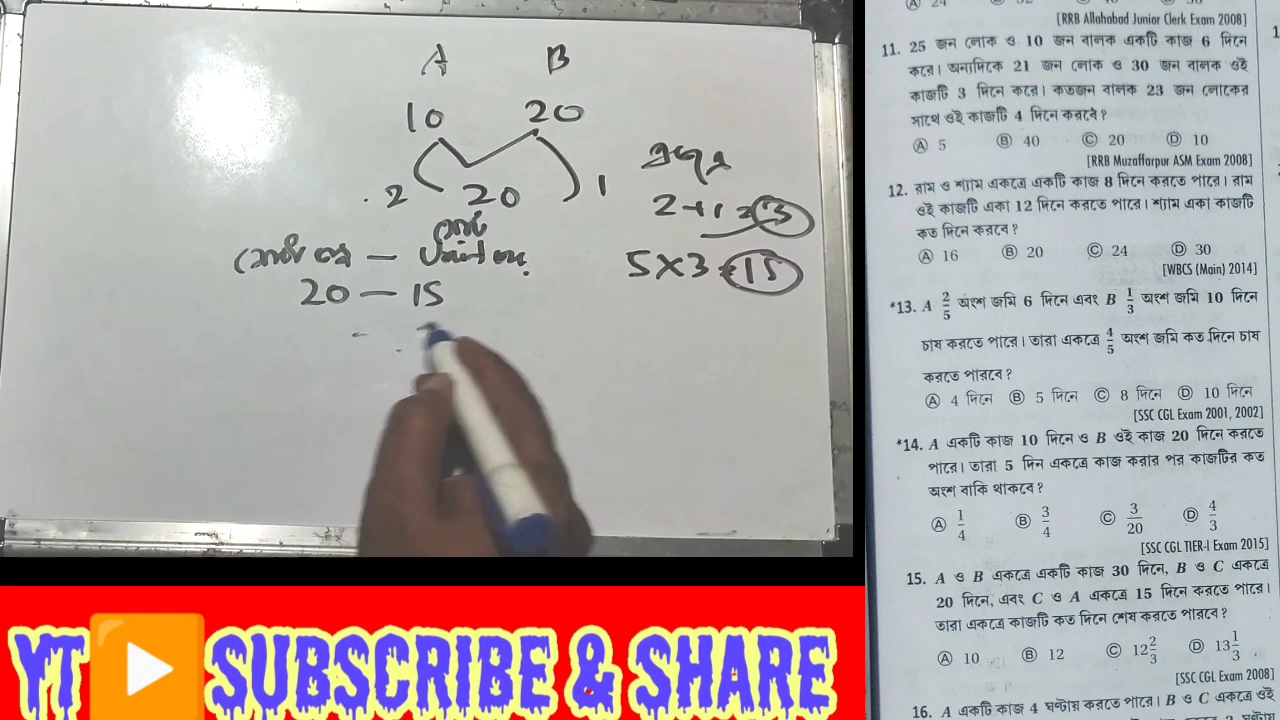 A B
10 20
2 20 1
2+1=3
5×3=15
20 — 15
YT SUBSCRIBE & SHARE
[RRB Allahabad Junior Clerk Exam 2008]
11. 25 জন লোক ও 10 জন বালক একটি কাজ 6 দিনে
করে। অন্যদিকে 21 জন লোক ও 30 জন বালক ওই
কাজটি 3 দিনে করে। কতজন বালক 23 জন লোকের
সাথে ওই কাজটি 4 দিনে করবে?
Ⓐ 5 Ⓑ 40 Ⓒ 20 Ⓓ 10
[RRB Muzaffarpur ASM Exam 2008]
12. রাম ও শ্যাম একত্রে একটি কাজ 8 দিনে করতে পারে। রাম
ওই কাজটি একা 12 দিনে করতে পারে। শ্যাম একা কাজটি
কত দিনে করবে?
Ⓐ 16 Ⓑ 20 Ⓒ 24 Ⓓ 30
[WBCS (Main) 2014]
*13. A 2/5 অংশ জমি 6 দিনে এবং B 1/3 অংশ জমি 10 দিনে
চাষ করতে পারে। তারা একত্রে 4/5 অংশ জমি কত দিনে চাষ
করতে পারবে?
Ⓐ 4 দিনে Ⓑ 5 দিনে Ⓒ 8 দিনে Ⓓ 10 দিনে
[SSC CGL Exam 2001, 2002]
*14. A একটি কাজ 10 দিনে ও B ওই কাজ 20 দিনে করতে
পারে। তারা 5 দিন একত্রে কাজ করার পর কাজটির কত
অংশ বাকি থাকবে?
Ⓐ 1/4 Ⓑ 3/4 Ⓒ 3/20 Ⓓ 4/3
[SSC CGL TIER-I Exam 2015]
15. A ও B একত্রে একটি কাজ 30 দিনে, B ও C একত্রে
20 দিনে, এবং C ও A একত্রে 15 দিনে করতে পারে।
তারা একত্রে কাজটি কত দিনে শেষ করতে পারবে?
Ⓐ 10 Ⓑ 12 Ⓒ 12 2/3 Ⓓ 13 1/3
[SSC CGL Exam 2008]
16. A একটি কাজ 4 ঘণ্টায় করতে পারে। B ও C একত্রে ওই